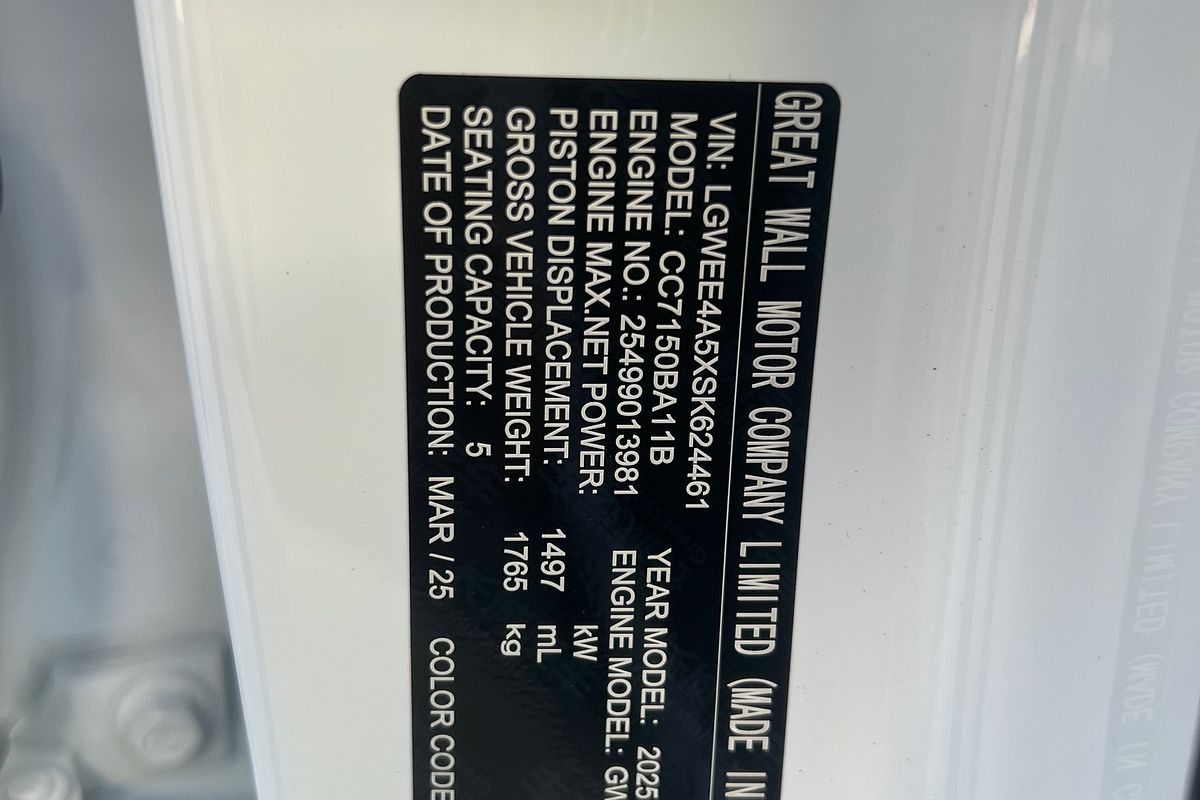 GREAT WALL MOTOR COMPANY LIMITED (MADE IN
VIN: LGWEE4A5XSK624461
MODEL: CC7150BA11B YEAR MODEL: 2025
ENGINE NO.: 25499013981 ENGINE MODEL: GW
ENGINE MAX.NET POWER: kW
PISTON DISPLACEMENT: 1497 mL
GROSS VEHICLE WEIGHT: 1765 kg
SEATING CAPACITY: 5
DATE OF PRODUCTION: MAR / 25 COLOR CODE